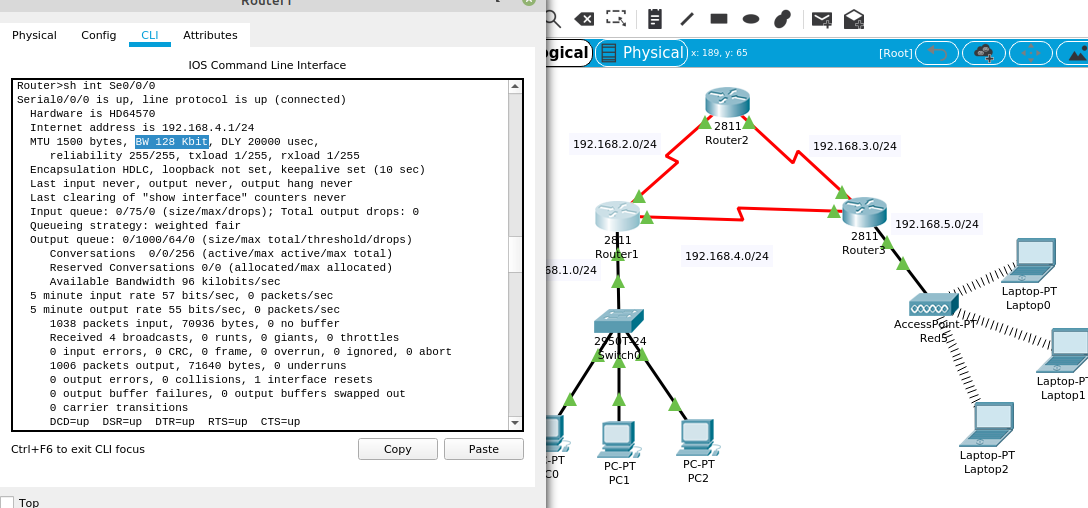 Router1
Physical
Config
CLI
Attributes
IOS Command Line Interface
Router>sh int Se0/0/0
Serial0/0/0 is up, line protocol is up (connected)
Hardware is HD64570
Internet address is 192.168.4.1/24
MTU 1500 bytes, BW 128 Kbit, DLY 20000 usec,
reliability 255/255, txload 1/255, rxload 1/255
Encapsulation HDLC, loopback not set, keepalive set (10 sec)
Last input never, output never, output hang never
Last clearing of "show interface" counters never
Input queue: 0/75/0 (size/max/drops); Total output drops: 0
Queueing strategy: weighted fair
Output queue: 0/1000/64/0 (size/max total/threshold/drops)
Conversations  0/0/256 (active/max active/max total)
Reserved Conversations 0/0 (allocated/max allocated)
Available Bandwidth 96 kilobits/sec
5 minute input rate 57 bits/sec, 0 packets/sec
5 minute output rate 55 bits/sec, 0 packets/sec
1038 packets input, 70936 bytes, 0 no buffer
Received 4 broadcasts, 0 runts, 0 giants, 0 throttles
0 input errors, 0 CRC, 0 frame, 0 overrun, 0 ignored, 0 abort
1006 packets output, 71640 bytes, 0 underruns
0 output errors, 0 collisions, 1 interface resets
0 output buffer failures, 0 output buffers swapped out
0 carrier transitions
DCD=up  DSR=up  DTR=up  RTS=up  CTS=up
Ctrl+F6 to exit CLI focus
Copy
Paste
Top
ogical
Physical
x: 189, y: 65
[Root]
2811
Router2
192.168.2.0/24
192.168.3.0/24
2811
Router1
2811
Router3
192.168.5.0/24
192.168.4.0/24
68.1.0/24
Laptop-PT
Laptop0
AccessPoint-PT
Red5
2950T-24
Switch0
Laptop-PT
Laptop1
Laptop-PT
Laptop2
C-PT
C0
PC-PT
PC1
PC-PT
PC2